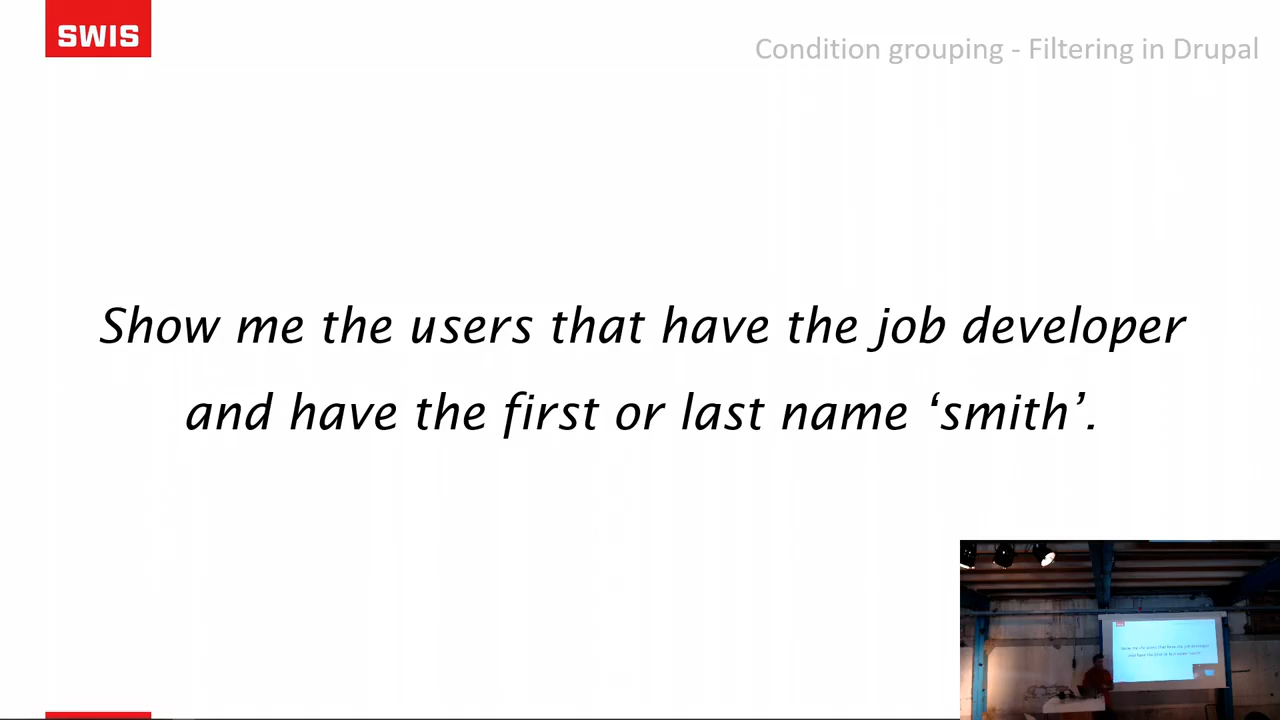 SWIS
Condition grouping - Filtering in Drupal
Show me the users that have the job developer
and have the first or last name ‘smith’.